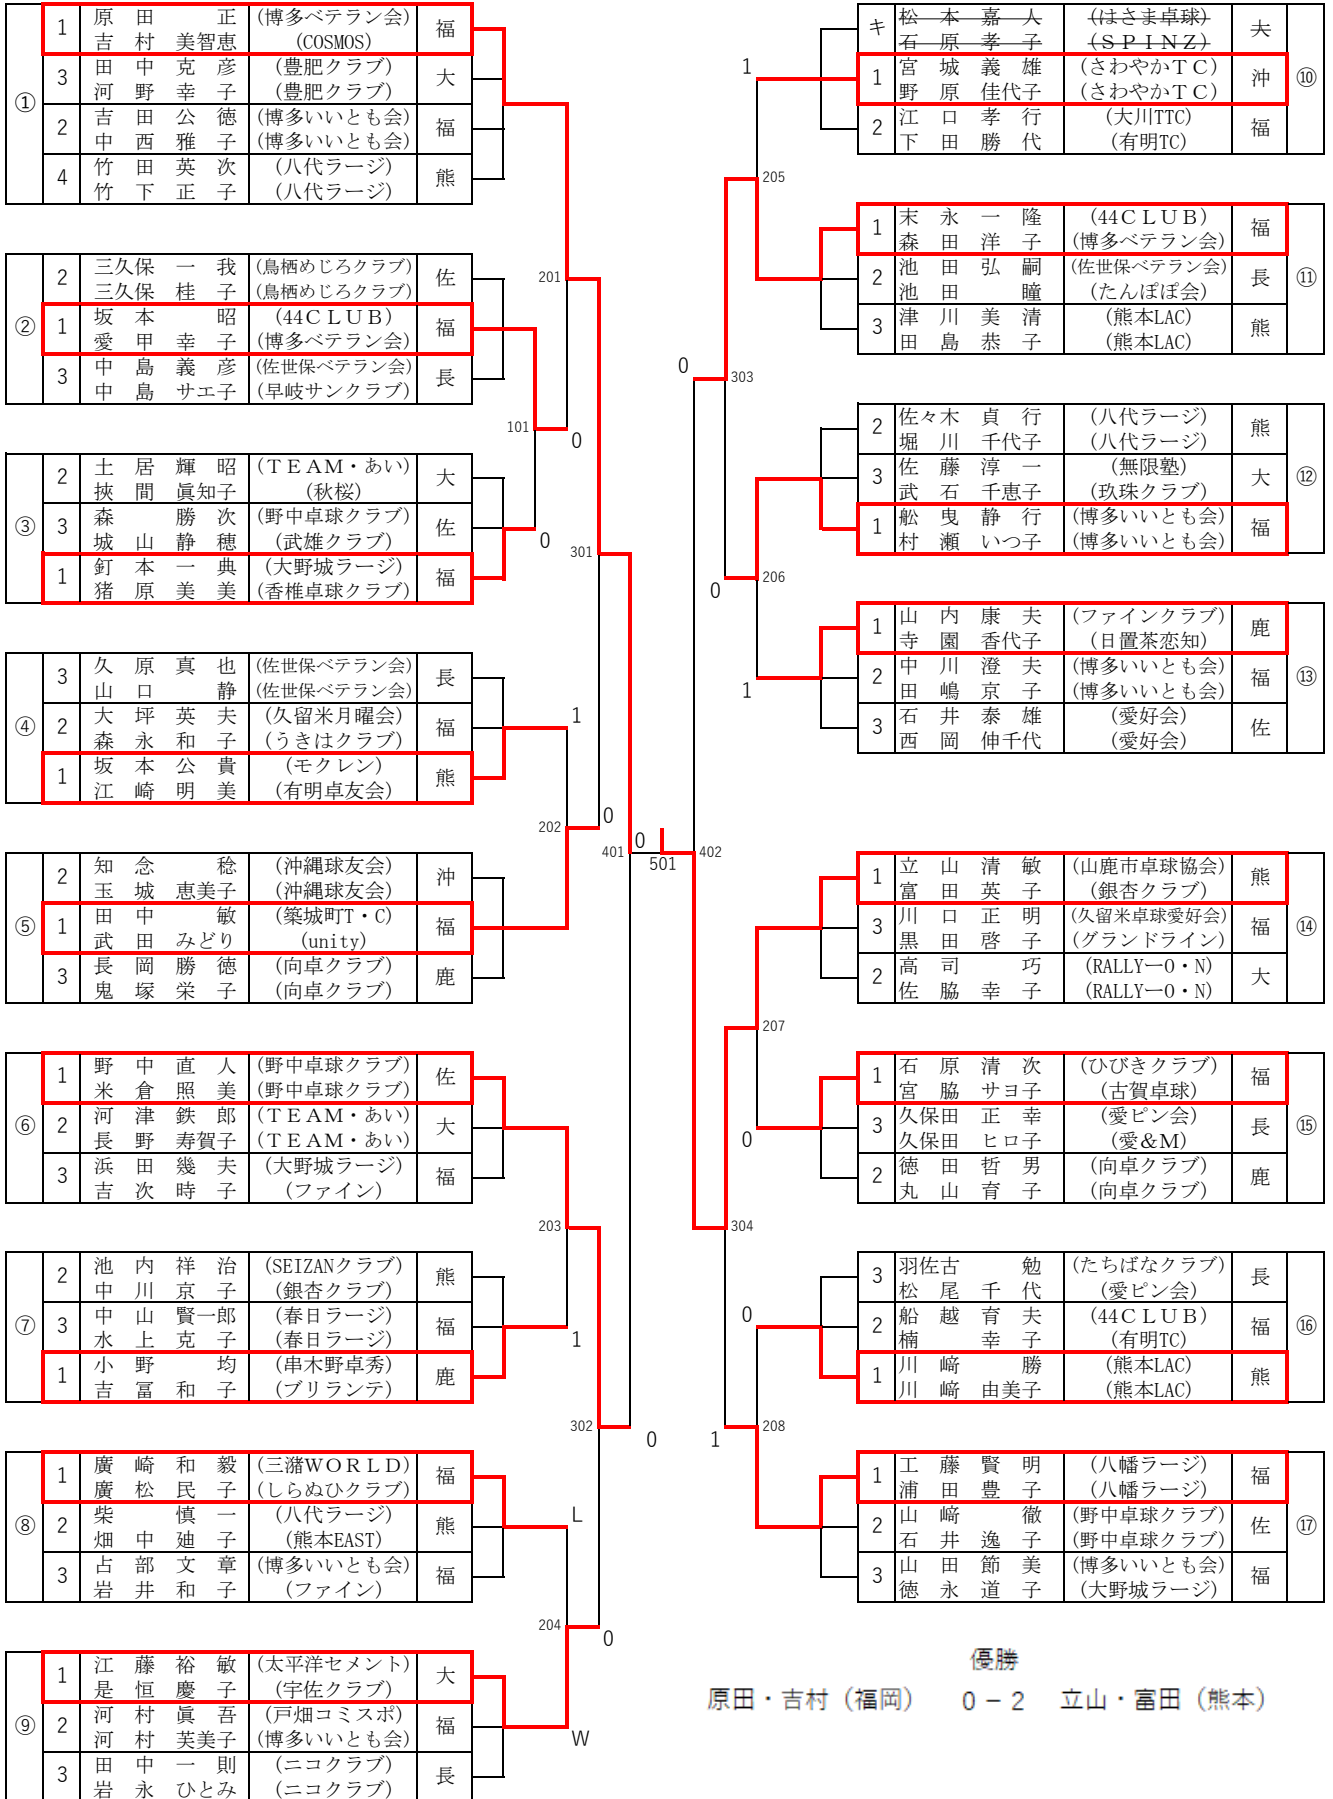 ①
1 原田 正 (博多ベテラン会) 福
吉村 美智恵 (COSMOS)
3 田中 克彦 (豊肥クラブ) 大
河野 幸子 (豊肥クラブ)
2 吉田 公徳 (博多いいとも会) 福
中西 雅子 (博多いいとも会)
4 竹田 英次 (八代ラージ) 熊
竹下 正子 (八代ラージ)
②
2 三久保 一我 (鳥栖めじろクラブ) 佐
三久保 桂子 (鳥栖めじろクラブ)
1 坂本 昭 (44CLUB) 福
愛甲 幸子 (博多ベテラン会)
3 中島 義彦 (佐世保ベテラン会) 長
中島 サエ子 (早岐サンクラブ)
③
2 土居 輝昭 (TEAM・あい) 大
挾間 眞知子 (秋桜)
3 森 勝次 (野中卓球クラブ) 佐
城山 静穂 (武雄クラブ)
1 釘本 一典 (大野城ラージ) 福
猪原 美美 (香椎卓球クラブ)
④
3 久原 真也 (佐世保ベテラン会) 長
山口 静 (佐世保ベテラン会)
2 大坪 英夫 (久留米月曜会) 福
森永 和子 (うきはクラブ)
1 坂本 公貴 (モクレン) 熊
江崎 明美 (有明卓友会)
⑤
2 知念 稔 (沖縄球友会) 沖
玉城 恵美子 (沖縄球友会)
1 田中 敏 (築城町T・C) 福
武田 みどり (unity)
3 長岡 勝徳 (向卓クラブ) 鹿
鬼塚 栄子 (向卓クラブ)
⑥
1 野中 直人 (野中卓球クラブ) 佐
米倉 照美 (野中卓球クラブ)
2 河津 鉄郎 (TEAM・あい) 大
長野 寿賀子 (TEAM・あい)
3 浜田 幾夫 (大野城ラージ) 福
吉次 時子 (ファイン)
⑦
2 池内 祥治 (SEIZANクラブ) 熊
中川 京子 (銀杏クラブ)
3 中山 賢一郎 (春日ラージ) 福
水上 克子 (春日ラージ)
1 小野 均 (串木野卓秀) 鹿
吉冨 和子 (ブリランテ)
⑧
1 廣崎 和毅 (三潴WORLD) 福
廣松 民子 (しらぬひクラブ)
2 柴 慎一 (八代ラージ) 熊
畑中 廸子 (熊本EAST)
3 占部 文章 (博多いいとも会) 福
岩井 和子 (ファイン)
⑨
1 江藤 裕敏 (太平洋セメント) 大
是恒 慶子 (宇佐クラブ)
2 河村 眞吾 (戸畑コミスポ) 福
河村 芙美子 (博多いいとも会)
3 田中 一則 (ニコクラブ) 長
岩永 ひとみ (ニコクラブ)
201
0
101
0
301
1
202
0
401
0
501
203
1
302
0
L
204
0
W
1
205
0
303
206
0
1
402
207
0
304
0
208
1
キ 松本 嘉人 (はさま卓球) 大
石原 孝子 (SPINZ)
1 宮城 義雄 (さわやかTC) 沖
野原 佳代子 (さわやかTC)
2 江口 孝行 (大川TTC) 福
下田 勝代 (有明TC)
⑩
1 末永 一隆 (44CLUB) 福
森田 洋子 (博多ベテラン会)
2 池田 弘嗣 (佐世保ベテラン会) 長
池田 瞳 (たんぽぽ会)
3 津川 美清 (熊本LAC) 熊
田島 恭子 (熊本LAC)
⑪
2 佐々木 貞行 (八代ラージ) 熊
堀川 千代子 (八代ラージ)
3 佐藤 淳一 (無限塾) 大
武石 千恵子 (玖珠クラブ)
1 舩曳 静行 (博多いいとも会) 福
村瀬 いつ子 (博多いいとも会)
⑫
1 山内 康夫 (ファインクラブ) 鹿
寺園 香代子 (日置茶恋知)
2 中川 澄夫 (博多いいとも会) 福
田嶋 京子 (博多いいとも会)
3 石井 泰雄 (愛好会) 佐
西岡 伸千代 (愛好会)
⑬
1 立山 清敏 (山鹿市卓球協会) 熊
富田 英子 (銀杏クラブ)
3 川口 正明 (久留米卓球愛好会) 福
黒田 啓子 (グランドライン)
2 高司 巧 (RALLYーO・N) 大
佐脇 幸子 (RALLYーO・N)
⑭
1 石原 清次 (ひびきクラブ) 福
宮脇 サヨ子 (古賀卓球)
3 久保田 正幸 (愛ピン会) 長
久保田 ヒロ子 (愛&M)
2 徳田 哲男 (向卓クラブ) 鹿
丸山 育子 (向卓クラブ)
⑮
3 羽佐古 勉 (たちばなクラブ) 長
松尾 千代 (愛ピン会)
2 船越 育夫 (44CLUB) 福
楠 幸子 (有明TC)
1 川﨑 勝 (熊本LAC) 熊
川﨑 由美子 (熊本LAC)
⑯
1 工藤 賢明 (八幡ラージ) 福
浦田 豊子 (八幡ラージ)
2 山﨑 徹 (野中卓球クラブ) 佐
石井 逸子 (野中卓球クラブ)
3 山田 節美 (博多いいとも会) 福
徳永 道子 (大野城ラージ)
⑰
優勝
原田・吉村（福岡） 0－2 立山・富田（熊本）